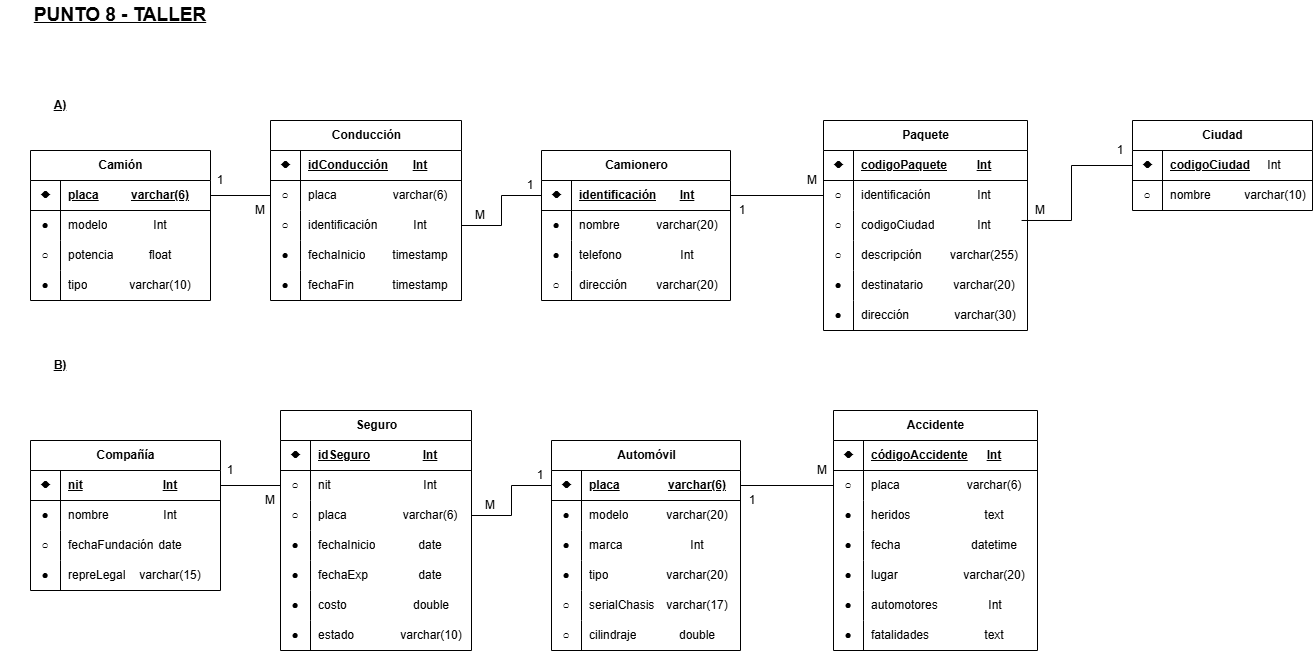 PUNTO 8 - TALLER
A)
Camión
placa varchar(6)
modelo Int
potencia float
tipo varchar(10)
1
M
Conducción
idConducción Int
placa varchar(6)
identificación Int
fechaInicio timestamp
fechaFin timestamp
M
1
Camionero
identificación Int
nombre varchar(20)
telefono Int
dirección varchar(20)
1
M
Paquete
codigoPaquete Int
identificación Int
codigoCiudad Int
descripción varchar(255)
destinatario varchar(20)
dirección varchar(30)
M
1
Ciudad
codigoCiudad Int
nombre varchar(10)
B)
Compañía
nit Int
nombre Int
fechaFundación date
repreLegal varchar(15)
1
M
Seguro
idSeguro Int
nit Int
placa varchar(6)
fechaInicio date
fechaExp date
costo double
estado varchar(10)
M
1
Automóvil
placa varchar(6)
modelo varchar(20)
marca Int
tipo varchar(20)
serialChasis varchar(17)
cilindraje double
1
M
Accidente
códigoAccidente Int
placa varchar(6)
heridos text
fecha datetime
lugar varchar(20)
automotores Int
fatalidades text